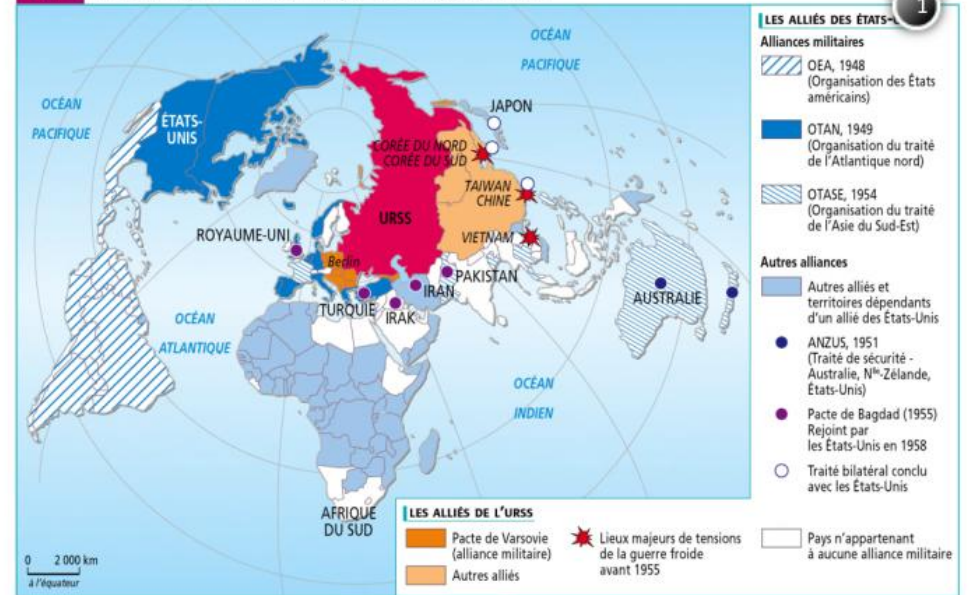 1
OCÉAN
PACIFIQUE
OCÉAN
PACIFIQUE
ÉTATS-
UNIS
JAPON
CORÉE DU NORD
CORÉE DU SUD
TAIWAN
CHINE
URSS
ROYAUME-UNI
VIETNAM
Berlin
PAKISTAN
IRAN
TURQUIE
IRAK
AUSTRALIE
OCÉAN
ATLANTIQUE
OCÉAN
INDIEN
AFRIQUE
DU SUD
0 2 000 km
à l'équateur
LES ALLIÉS DES ÉTATS-
Alliances militaires
OEA, 1948
(Organisation des États
américains)
OTAN, 1949
(Organisation du traité
de l'Atlantique nord)
OTASE, 1954
(Organisation du traité
de l'Asie du Sud-Est)
Autres alliances
Autres alliés et
territoires dépendants
d'un allié des États-Unis
ANZUS, 1951
(Traité de sécurité -
Australie, Nlle-Zélande,
États-Unis)
Pacte de Bagdad (1955)
Rejoint par
les États-Unis en 1958
Traité bilatéral conclu
avec les États-Unis
LES ALLIÉS DE L'URSS
Pacte de Varsovie
(alliance militaire)
Autres alliés
Lieux majeurs de tensions
de la guerre froide
avant 1955
Pays n'appartenant
à aucune alliance militaire